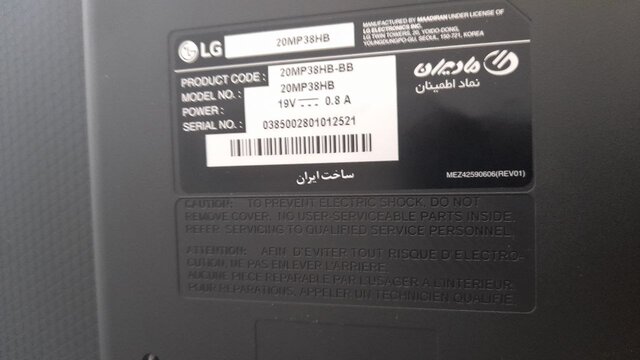 LG
20MP38HB
MANUFACTURED BY MAADIRAN UNDER LICENSE OF
LG ELECTRONICS INC.
LG TWIN TOWERS, 20, YOIDO-DONG,
YOUNGDUNGPO-GU, SEOUL, 150-721, KOREA
PRODUCT CODE : 20MP38HB-BB
MODEL NO. : 20MP38HB
POWER : 19V 0.8 A
SERIAL NO. : 0385002801012521
مادیران
نماد اطمینان
ساخت ایران
MEZ42590606(REV01)
CAUTION: TO PREVENT ELECTRIC SHOCK, DO NOT
REMOVE COVER. NO USER-SERVICEABLE PARTS INSIDE.
REFER SERVICING TO QUALIFIED SERVICE PERSONNEL.
ATTENTION: AFIN D'EVITER TOUT RISQUE D'ELECTRO-
CUTION NE PAS ENLEVER L'ARRIERE.
AUCUNE PIECE REPARABLE PAR L'USAGER A L'INTERIEUR.
POUR REPARATIONS, APPELER UN TECHNICIEN QUALIFIE.